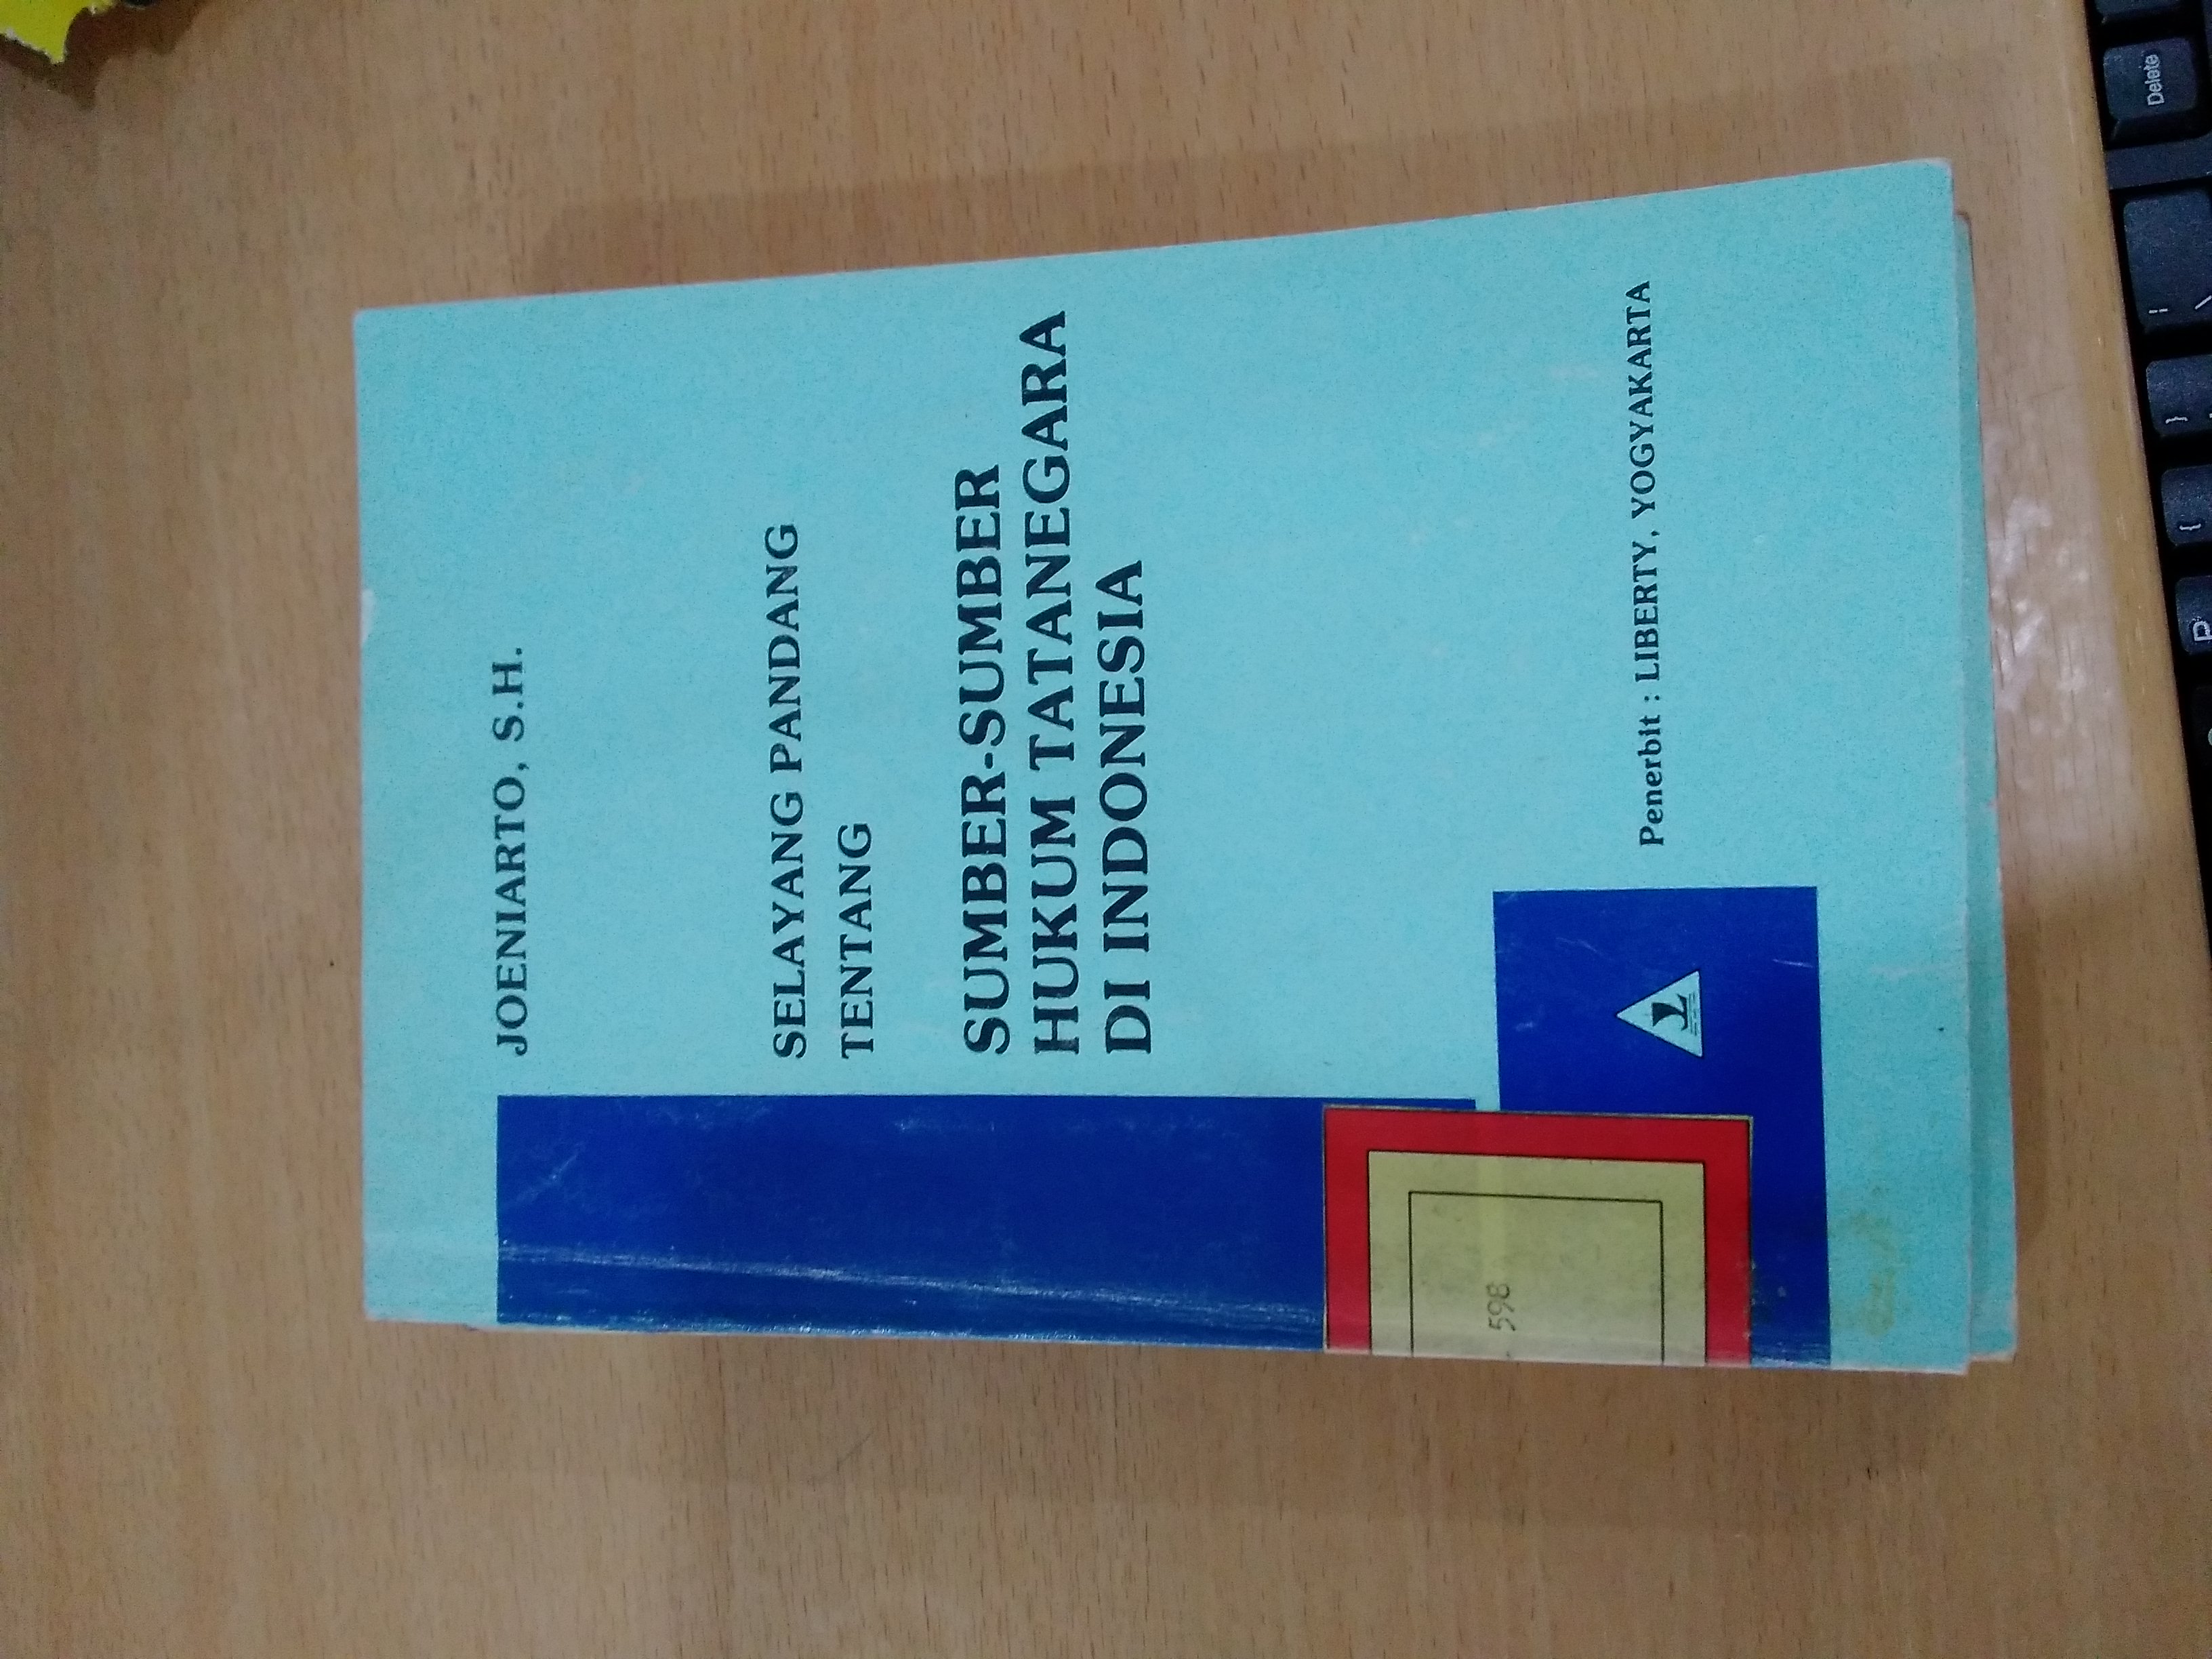 JOENIARTO, S.H.
SELAYANG PANDANG
TENTANG
SUMBER-SUMBER
HUKUM TATANEGARA
DI INDONESIA
Penerbit : LIBERTY, YOGYAKARTA
L
598
Delete
|
\
}
{
P